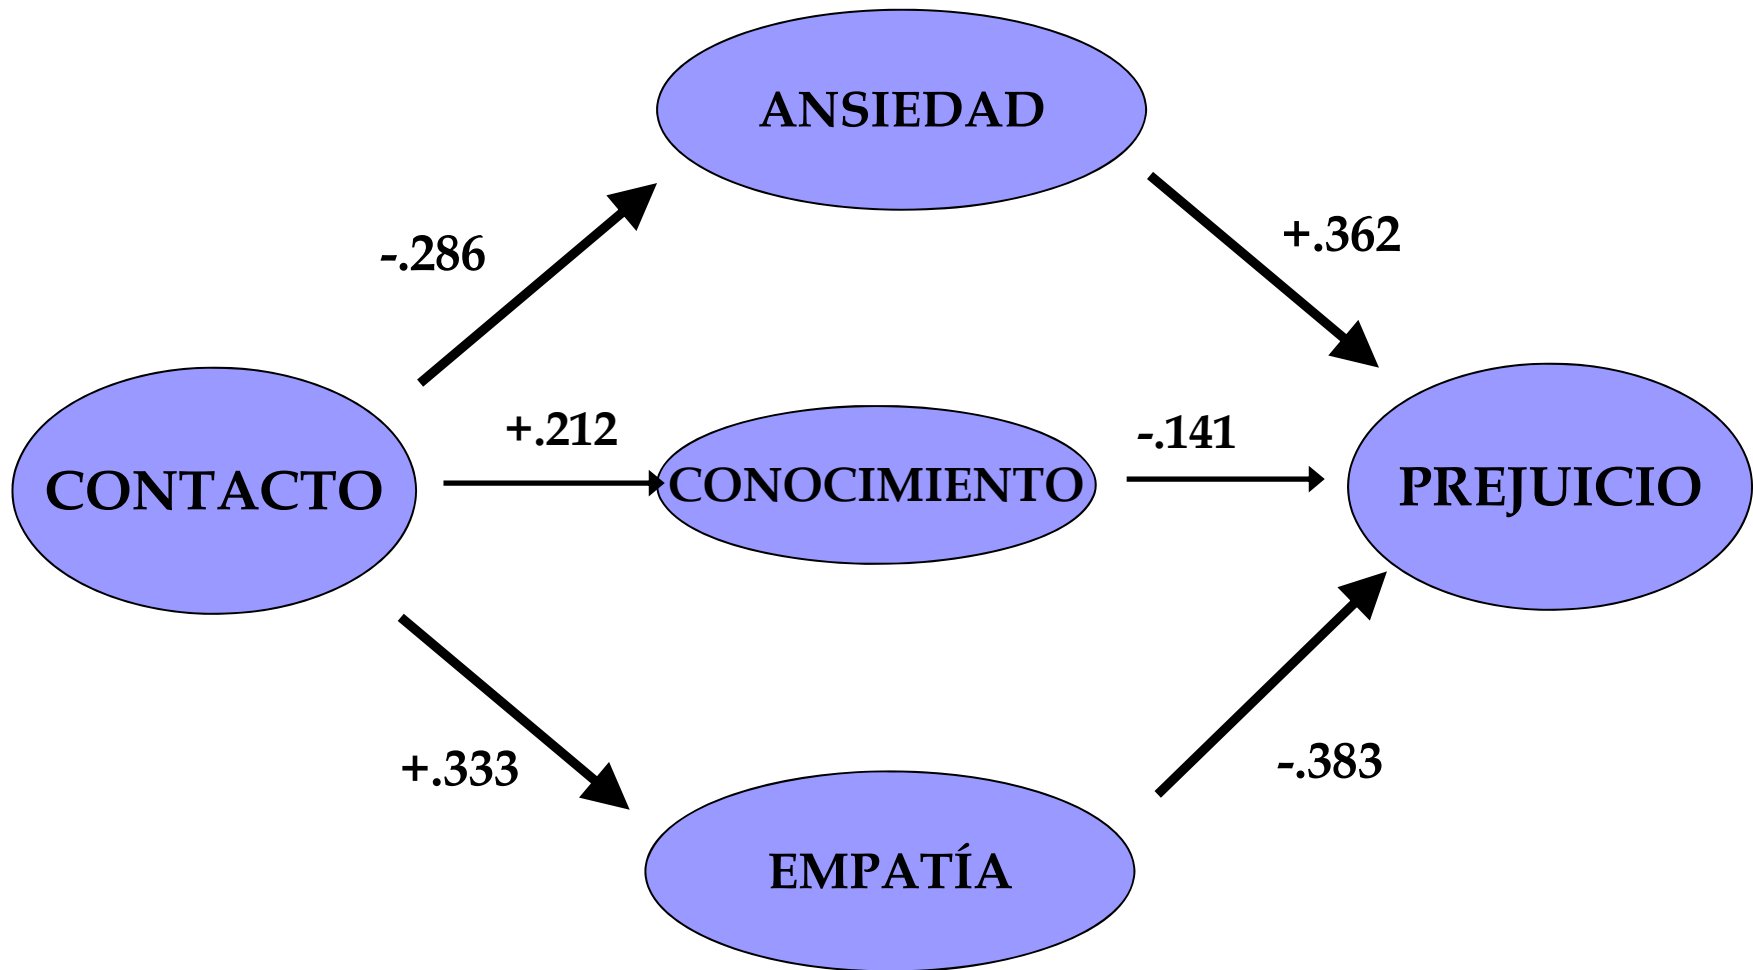 ANSIEDAD
-.286
+.362
CONTACTO
+.212
CONOCIMIENTO
-.141
PREJUICIO
+.333
-.383
EMPATÍA